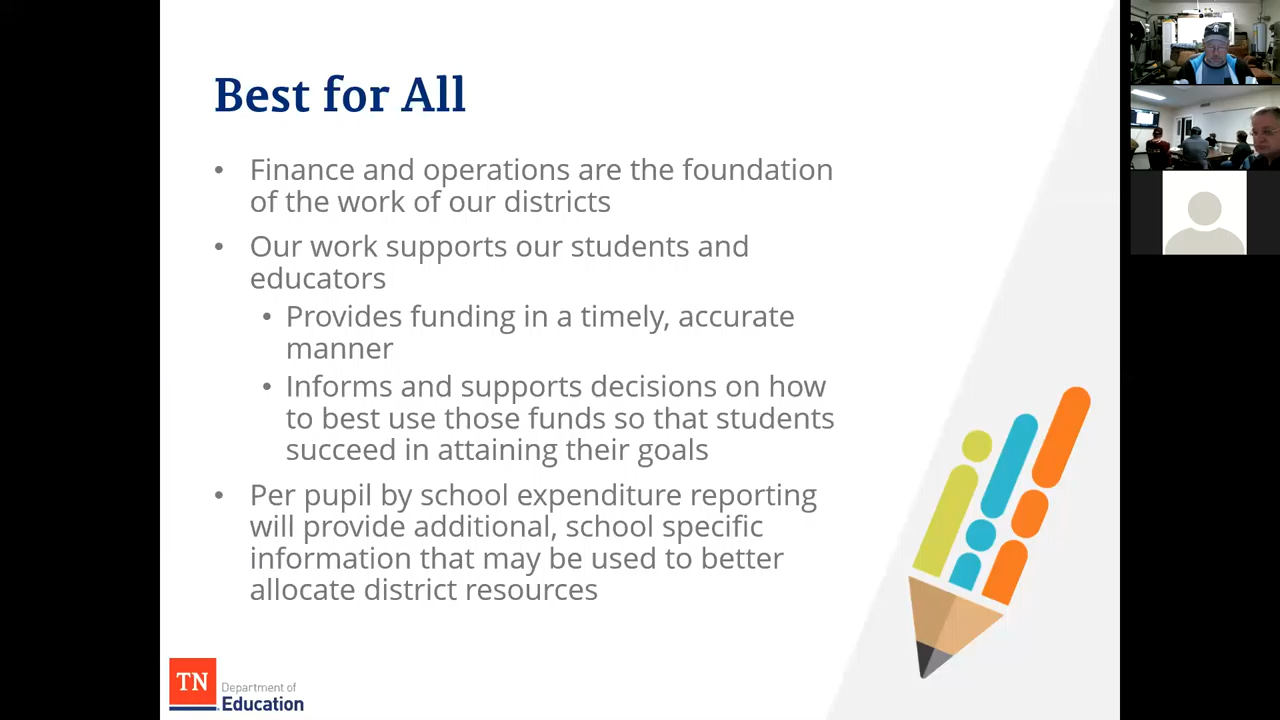 Best for All
• Finance and operations are the foundation
of the work of our districts
• Our work supports our students and
educators
• Provides funding in a timely, accurate
manner
• Informs and supports decisions on how
to best use those funds so that students
succeed in attaining their goals
• Per pupil by school expenditure reporting
will provide additional, school specific
information that may be used to better
allocate district resources
TN
Department of
Education